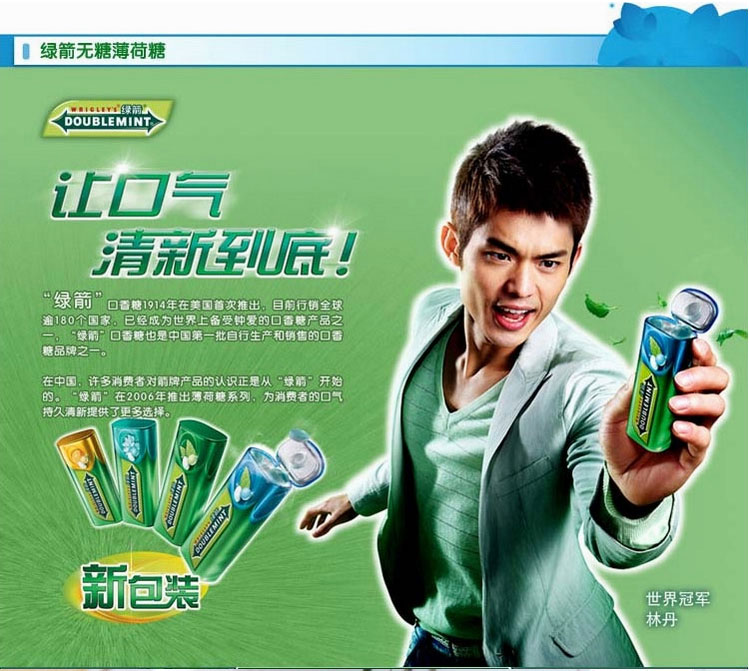 绿箭无糖薄荷糖
WRIGLEY'S 绿箭
DOUBLEMINT
让口气
清新到底!
“绿箭”口香糖1914年在美国首次推出，目前行销全球
逾180个国家，已经成为世界上备受钟爱的口香糖产品之
一，“绿箭”口香糖也是中国第一批自行生产和销售的口香
糖品牌之一。
在中国，许多消费者对箭牌产品的认识正是从“绿箭”开始
的。“绿箭”在2006年推出薄荷糖系列，为消费者的口气
持久清新提供了更多选择。
DOUBLEMINT
DOUBLEMINT
DOUBLEMINT
DOUBLEMINT
DOUBLEMINT
新包装
世界冠军
林丹